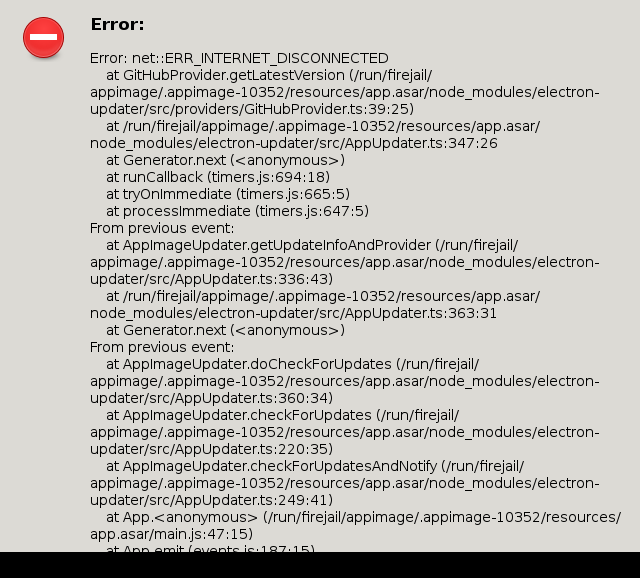 Error:
Error: net::ERR_INTERNET_DISCONNECTED
at GitHubProvider.getLatestVersion (/run/firejail/
appimage/.appimage-10352/resources/app.asar/node_modules/electron-
updater/src/providers/GitHubProvider.ts:39:25)
at /run/firejail/appimage/.appimage-10352/resources/app.asar/
node_modules/electron-updater/src/AppUpdater.ts:347:26
at Generator.next (<anonymous>)
at runCallback (timers.js:694:18)
at tryOnImmediate (timers.js:665:5)
at processImmediate (timers.js:647:5)
From previous event:
at AppImageUpdater.getUpdateInfoAndProvider (/run/firejail/
appimage/.appimage-10352/resources/app.asar/node_modules/electron-
updater/src/AppUpdater.ts:336:43)
at /run/firejail/appimage/.appimage-10352/resources/app.asar/
node_modules/electron-updater/src/AppUpdater.ts:363:31
at Generator.next (<anonymous>)
From previous event:
at AppImageUpdater.doCheckForUpdates (/run/firejail/
appimage/.appimage-10352/resources/app.asar/node_modules/electron-
updater/src/AppUpdater.ts:360:34)
at AppImageUpdater.checkForUpdates (/run/firejail/
appimage/.appimage-10352/resources/app.asar/node_modules/electron-
updater/src/AppUpdater.ts:220:35)
at AppImageUpdater.checkForUpdatesAndNotify (/run/firejail/
appimage/.appimage-10352/resources/app.asar/node_modules/electron-
updater/src/AppUpdater.ts:249:41)
at App.<anonymous> (/run/firejail/appimage/.appimage-10352/resources/
app.asar/main.js:47:15)
at App.emit (events.js:187:15)